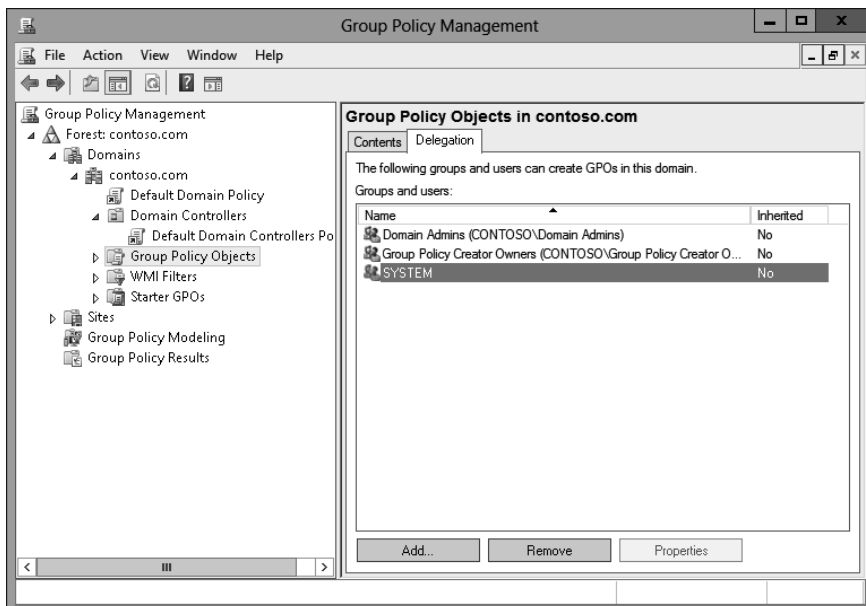 Group Policy Management
File Action View Window Help
Group Policy Management
Forest: contoso.com
Domains
contoso.com
Default Domain Policy
Domain Controllers
Default Domain Controllers Po
Group Policy Objects
WMI Filters
Starter GPOs
Sites
Group Policy Modeling
Group Policy Results
Group Policy Objects in contoso.com
Contents Delegation
The following groups and users can create GPOs in this domain.
Groups and users:
Name Inherited
Domain Admins (CONTOSO\Domain Admins) No
Group Policy Creator Owners (CONTOSO\Group Policy Creator O... No
SYSTEM No
Add... Remove Properties